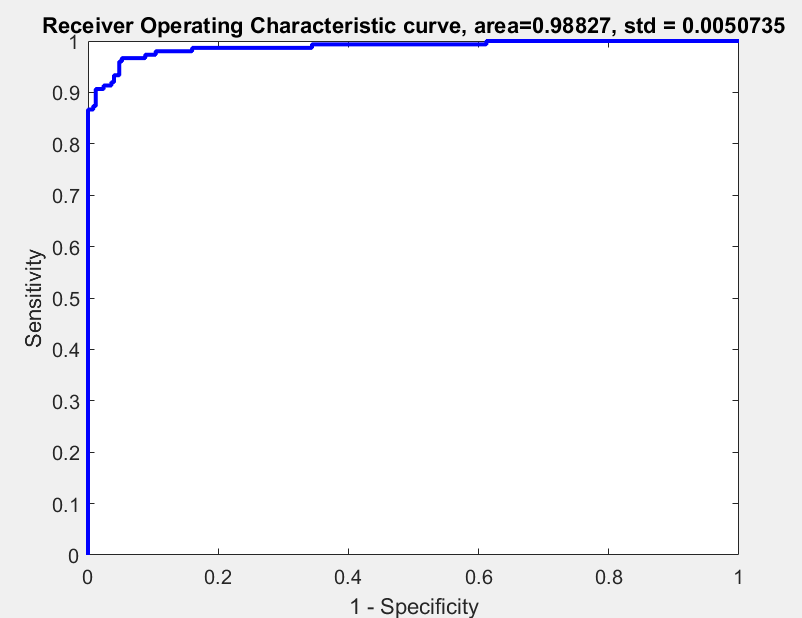 Receiver Operating Characteristic curve, area=0.98827, std = 0.0050735
1
0.9
0.8
0.7
0.6
0.5
0.4
0.3
0.2
0.1
0
Sensitivity
0 0.2 0.4 0.6 0.8 1
1 - Specificity